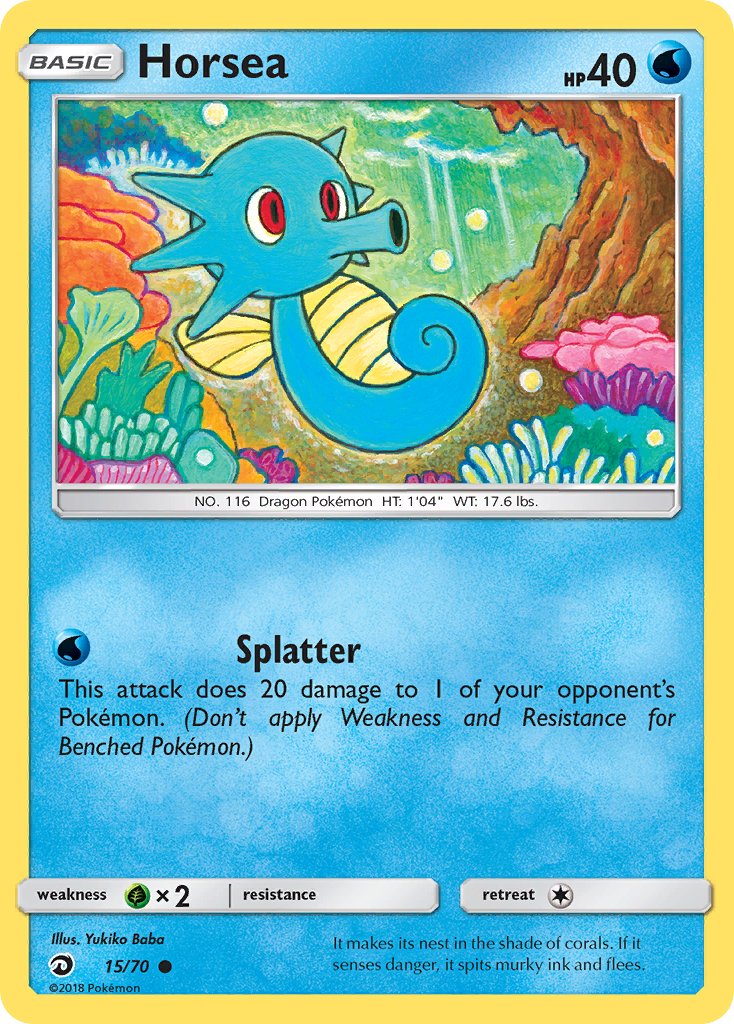 BASIC Horsea HP40
NO. 116 Dragon Pokémon HT: 1'04" WT: 17.6 lbs.
Splatter
This attack does 20 damage to 1 of your opponent's
Pokémon. (Don't apply Weakness and Resistance for
Benched Pokémon.)
weakness ×2 resistance retreat
Illus. Yukiko Baba
15/70
©2018 Pokémon
It makes its nest in the shade of corals. If it
senses danger, it spits murky ink and flees.